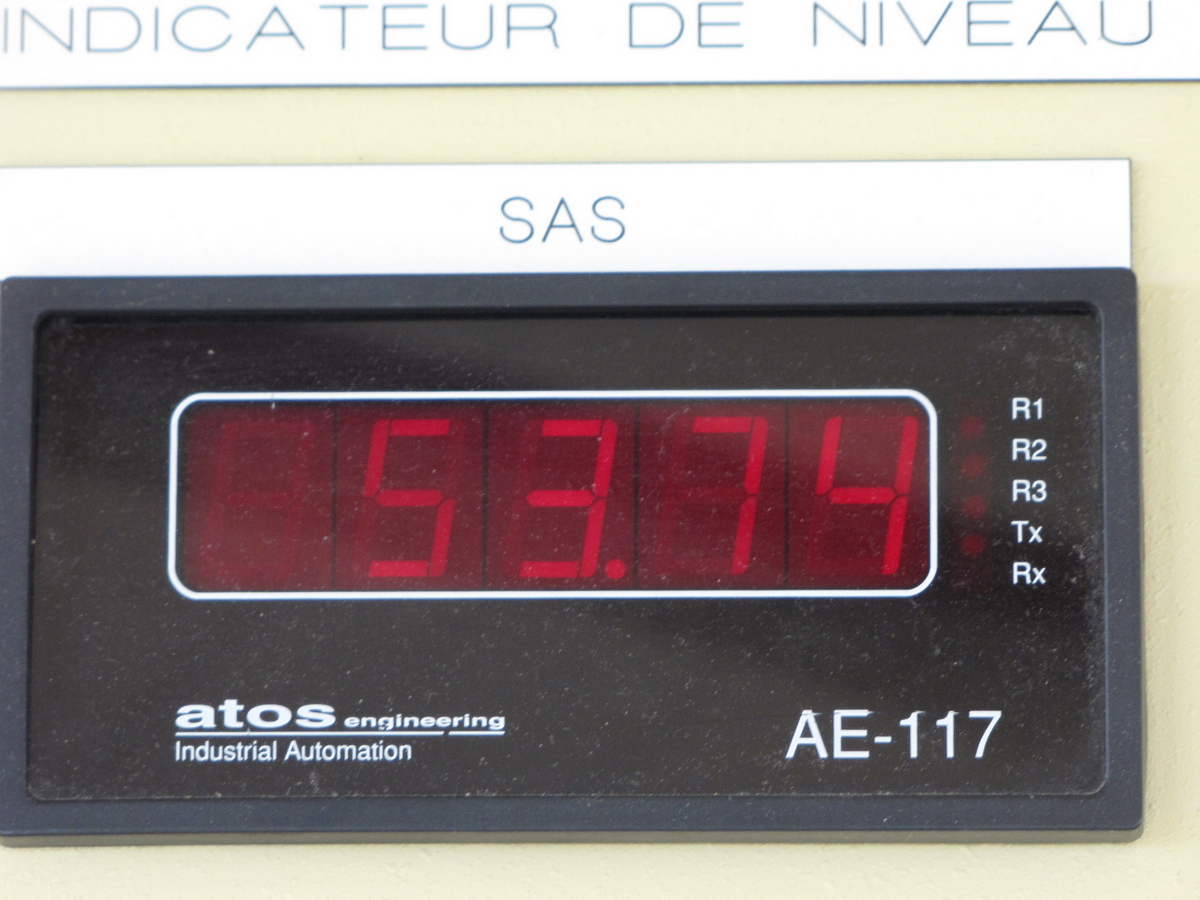 INDICATEUR DE NIVEAU
SAS
53.74
R1
R2
R3
Tx
Rx
atos engineering
Industrial Automation
AE-117